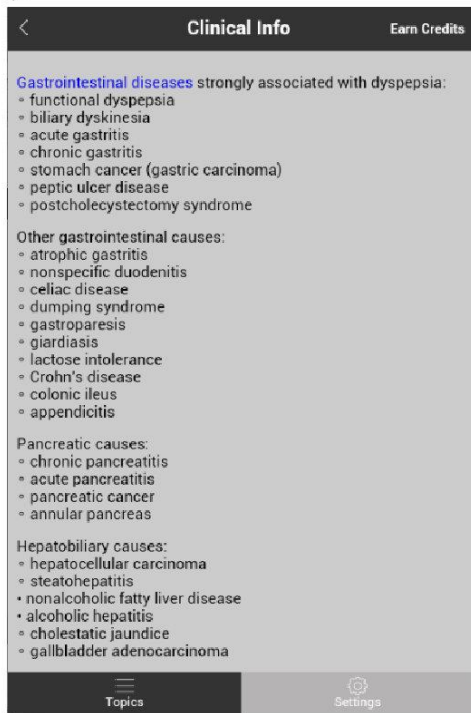 Clinical Info
Earn Credits
Gastrointestinal diseases strongly associated with dyspepsia:
◦ functional dyspepsia
◦ biliary dyskinesia
◦ acute gastritis
◦ chronic gastritis
◦ stomach cancer (gastric carcinoma)
◦ peptic ulcer disease
◦ postcholecystectomy syndrome
Other gastrointestinal causes:
◦ atrophic gastritis
◦ nonspecific duodenitis
◦ celiac disease
◦ dumping syndrome
◦ gastroparesis
◦ giardiasis
◦ lactose intolerance
◦ Crohn's disease
◦ colonic ileus
◦ appendicitis
Pancreatic causes:
◦ chronic pancreatitis
◦ acute pancreatitis
◦ pancreatic cancer
◦ annular pancreas
Hepatobiliary causes:
◦ hepatocellular carcinoma
◦ steatohepatitis
• nonalcoholic fatty liver disease
• alcoholic hepatitis
◦ cholestatic jaundice
◦ gallbladder adenocarcinoma
Topics
Settings